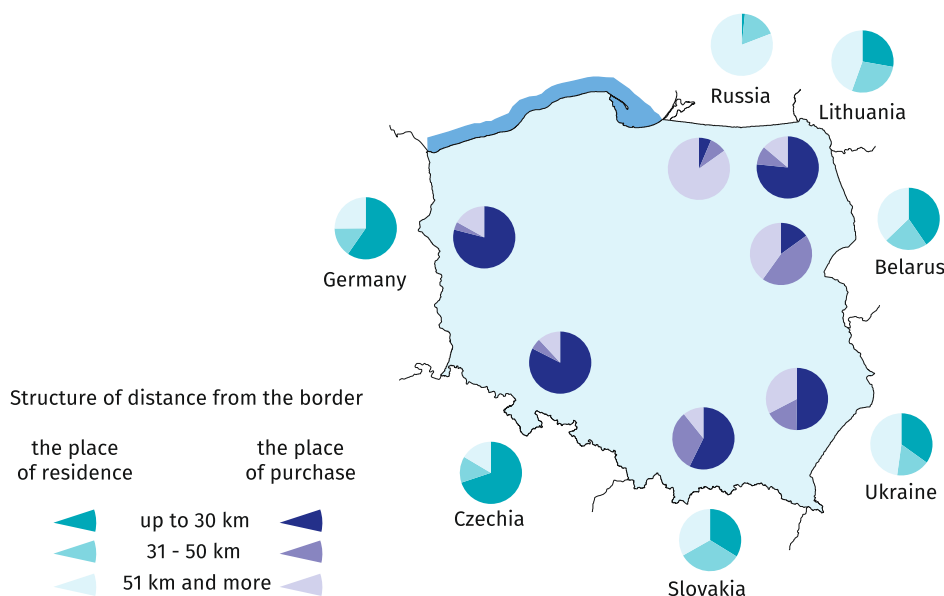 Russia
Lithuania
Germany
Belarus
Structure of distance from the border
the place
of residence
the place
of purchase
up to 30 km
31 - 50 km
51 km and more
Czechia
Ukraine
Slovakia